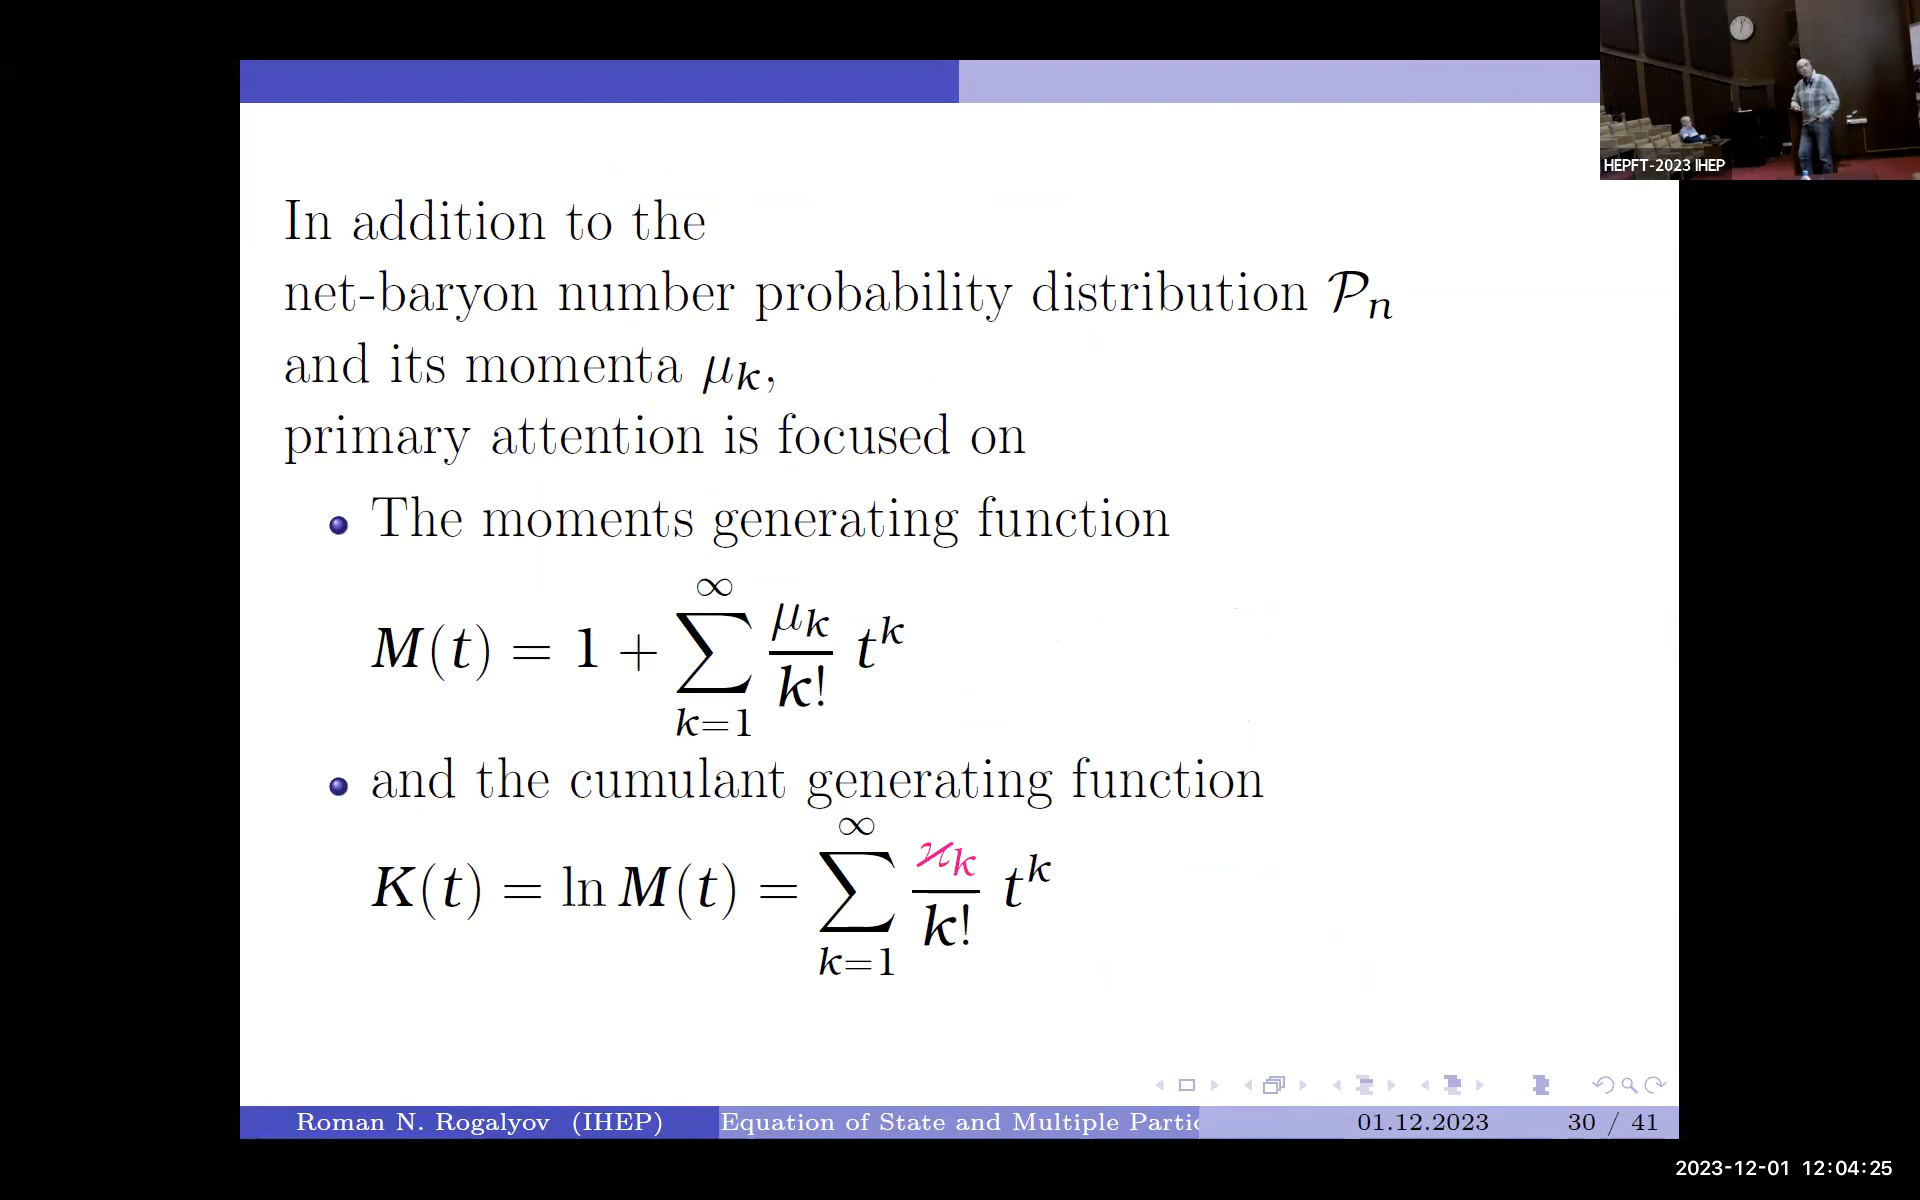 HEPFT-2023 IHEP
In addition to the
net-baryon number probability distribution 𝒫ₙ
and its momenta μₖ,
primary attention is focused on
• The moments generating function
M(t) = 1 + ∑_{k=1}^{∞} μₖ/k! tᵏ
• and the cumulant generating function
K(t) = ln M(t) = ∑_{k=1}^{∞} ϰₖ/k! tᵏ
Roman N. Rogalyov (IHEP) Equation of State and Multiple Partic 01.12.2023 30 / 41
2023-12-01 12:04:25